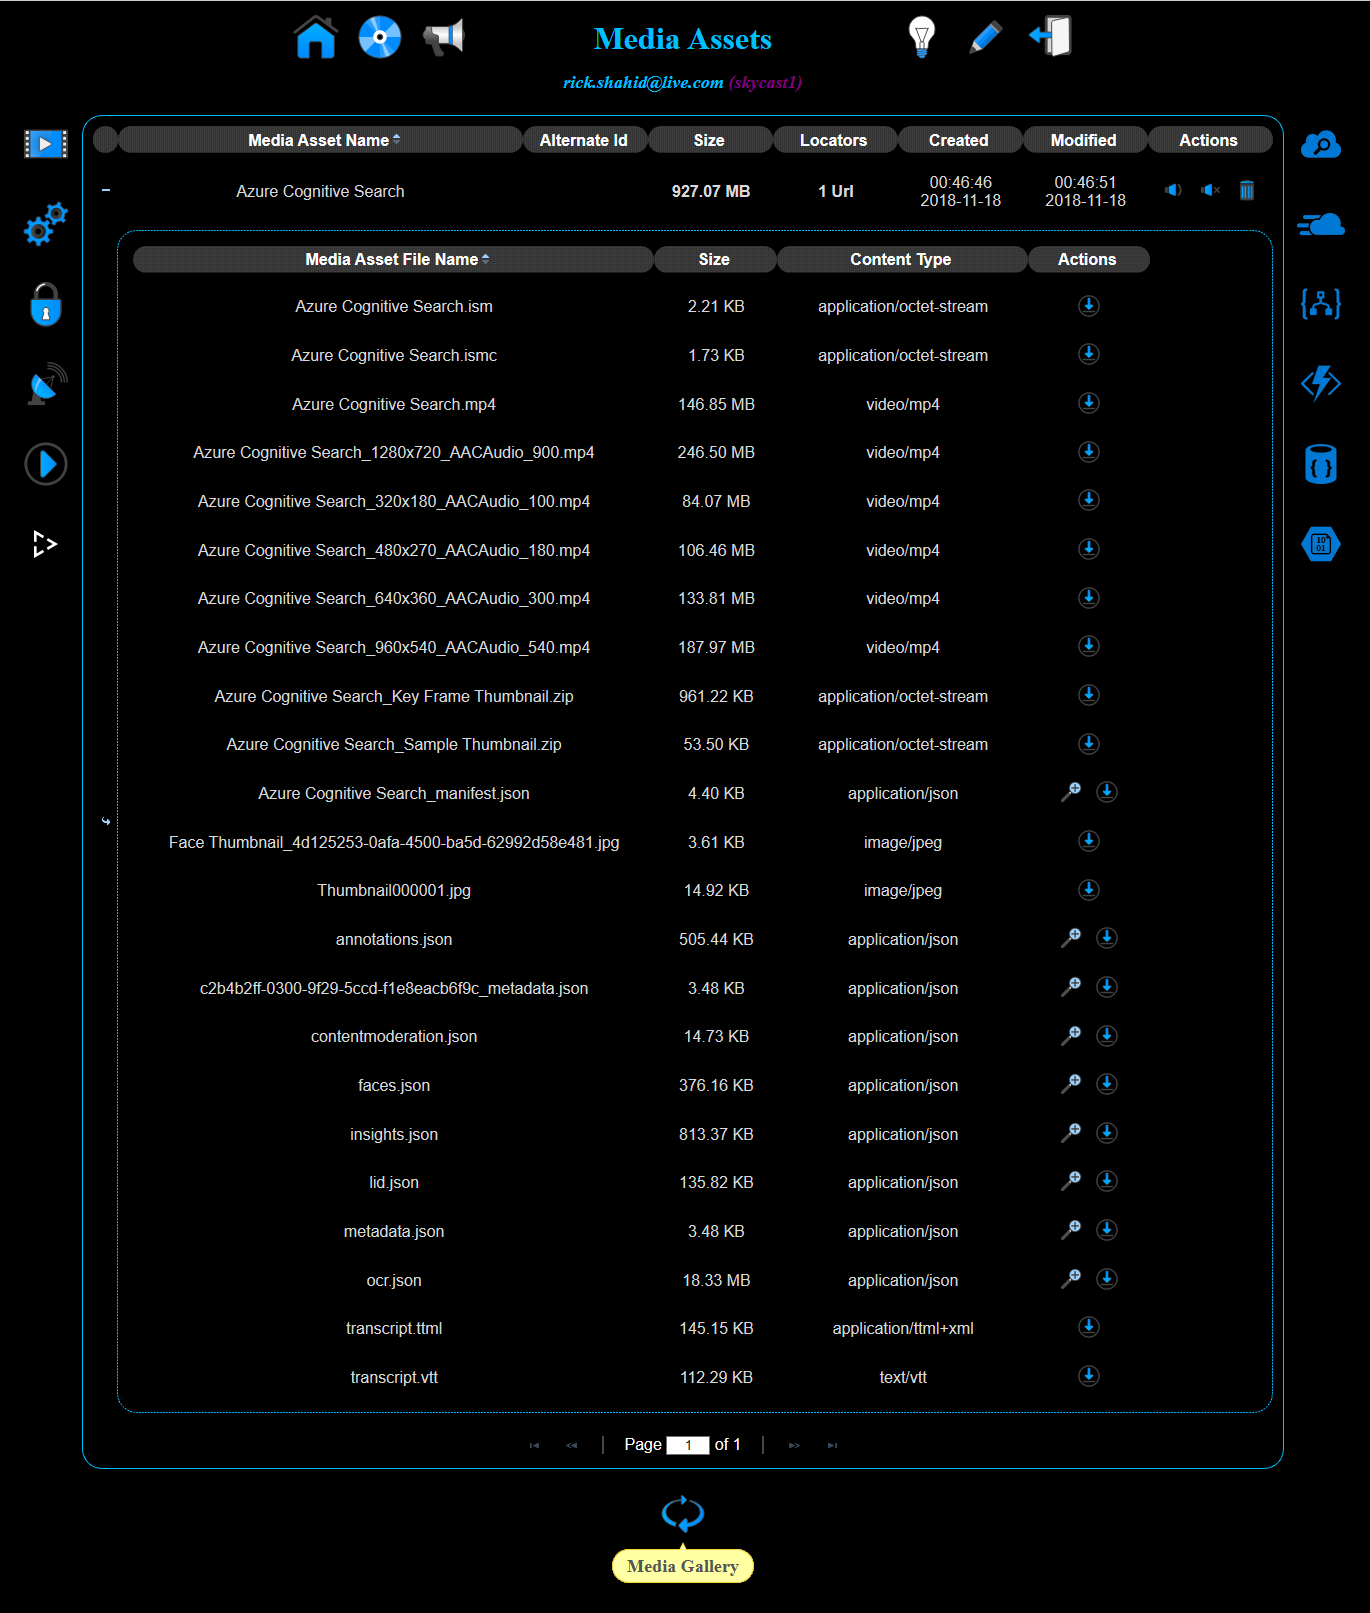 Media Assets
rick.shahid@live.com (skycast1)
Media Asset Name Alternate Id Size Locators Created Modified Actions
Azure Cognitive Search 927.07 MB 1 Url 00:46:46 2018-11-18 00:46:51 2018-11-18
Media Asset File Name Size Content Type Actions
Azure Cognitive Search.ism 2.21 KB application/octet-stream
Azure Cognitive Search.ismc 1.73 KB application/octet-stream
Azure Cognitive Search.mp4 146.85 MB video/mp4
Azure Cognitive Search_1280x720_AACAudio_900.mp4 246.50 MB video/mp4
Azure Cognitive Search_320x180_AACAudio_100.mp4 84.07 MB video/mp4
Azure Cognitive Search_480x270_AACAudio_180.mp4 106.46 MB video/mp4
Azure Cognitive Search_640x360_AACAudio_300.mp4 133.81 MB video/mp4
Azure Cognitive Search_960x540_AACAudio_540.mp4 187.97 MB video/mp4
Azure Cognitive Search_Key Frame Thumbnail.zip 961.22 KB application/octet-stream
Azure Cognitive Search_Sample Thumbnail.zip 53.50 KB application/octet-stream
Azure Cognitive Search_manifest.json 4.40 KB application/json
Face Thumbnail_4d125253-0afa-4500-ba5d-62992d58e481.jpg 3.61 KB image/jpeg
Thumbnail000001.jpg 14.92 KB image/jpeg
annotations.json 505.44 KB application/json
c2b4b2ff-0300-9f29-5ccd-f1e8eacb6f9c_metadata.json 3.48 KB application/json
contentmoderation.json 14.73 KB application/json
faces.json 376.16 KB application/json
insights.json 813.37 KB application/json
lid.json 135.82 KB application/json
metadata.json 3.48 KB application/json
ocr.json 18.33 MB application/json
transcript.ttml 145.15 KB application/ttml+xml
transcript.vtt 112.29 KB text/vtt
Page 1 of 1
Media Gallery
10
01